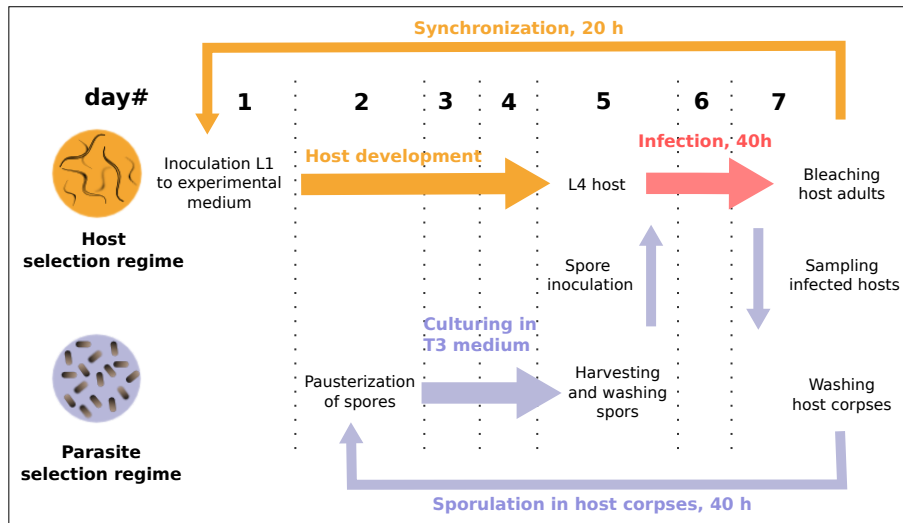 Synchronization, 20 h
day#
1
2
3
4
5
6
7
Inoculation L1
to experimental
medium
Host development
L4 host
Infection, 40h
Bleaching
host adults
Host
selection regime
Spore
inoculation
Sampling
infected hosts
Culturing in
T3 medium
Pausterization
of spores
Harvesting
and washing
spors
Washing
host corpses
Parasite
selection regime
Sporulation in host corpses, 40 h